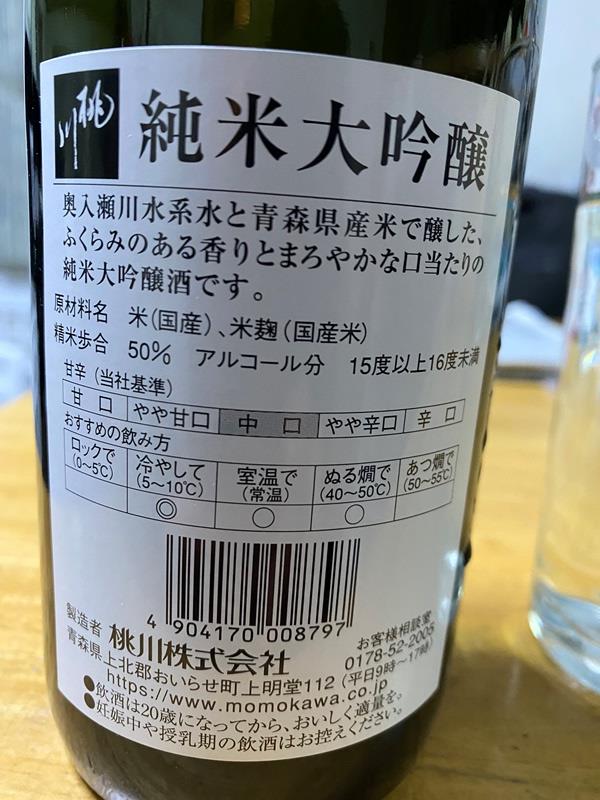 桃川
純米大吟醸
奥入瀬川水系水と青森県産米で醸した、
ふくらみのある香りとまろやかな口当たりの
純米大吟醸酒です。
原材料名 米(国産)、米麹(国産米)
精米歩合 50% アルコール分 15度以上16度未満
甘辛(当社基準)
甘口 やや甘口 中口 やや辛口 辛口
おすすめの飲み方
ロックで 冷やして 室温で ぬる燗で あつ燗で
(0～5℃) (5～10℃) (常温) (40～50℃) (50～55℃)
◎ ○ ○
4 904170 008797
製造者 桃川株式会社 お客様相談室
0178-52-2005
青森県上北郡おいらせ町上明堂112 (平日9時～17時)
https://www.momokawa.co.jp
●飲酒は20歳になってから、おいしく適量を。
●妊娠中や授乳期の飲酒はお控えください。